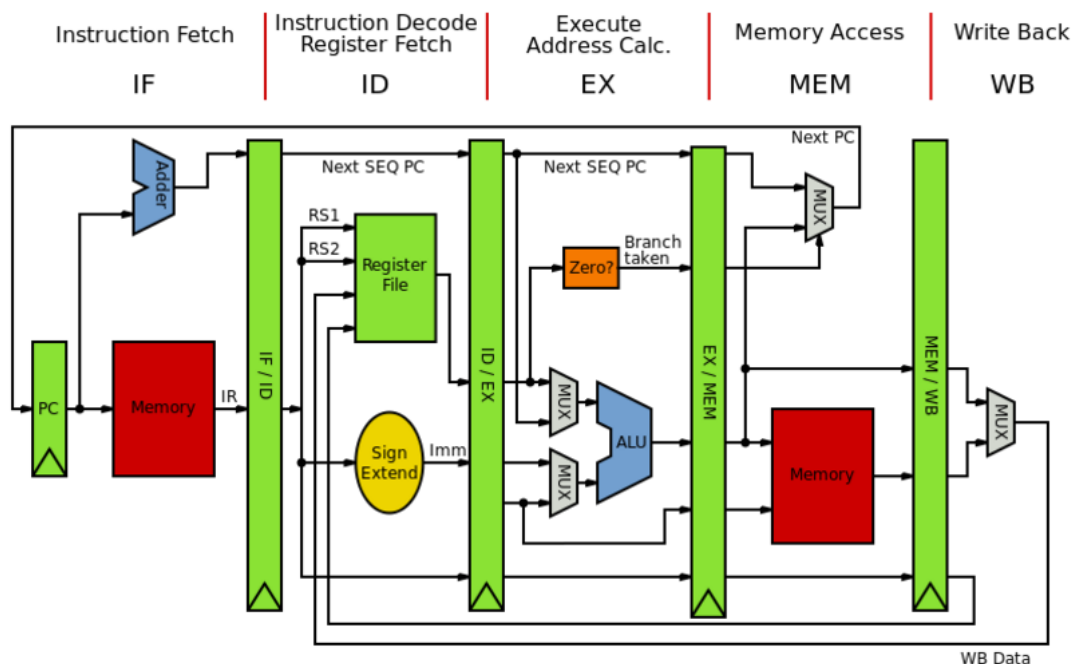 Instruction Fetch
Instruction Decode
Register Fetch
Execute
Address Calc.
Memory Access
Write Back
IF
ID
EX
MEM
WB
Next PC
Adder
Next SEQ PC
Next SEQ PC
MUX
RS1
RS2
Register
File
Branch
taken
Zero?
IF / ID
ID / EX
EX / MEM
MEM / WB
PC
Memory
IR
MUX
ALU
MUX
Sign
Extend
Imm
MUX
Memory
WB Data